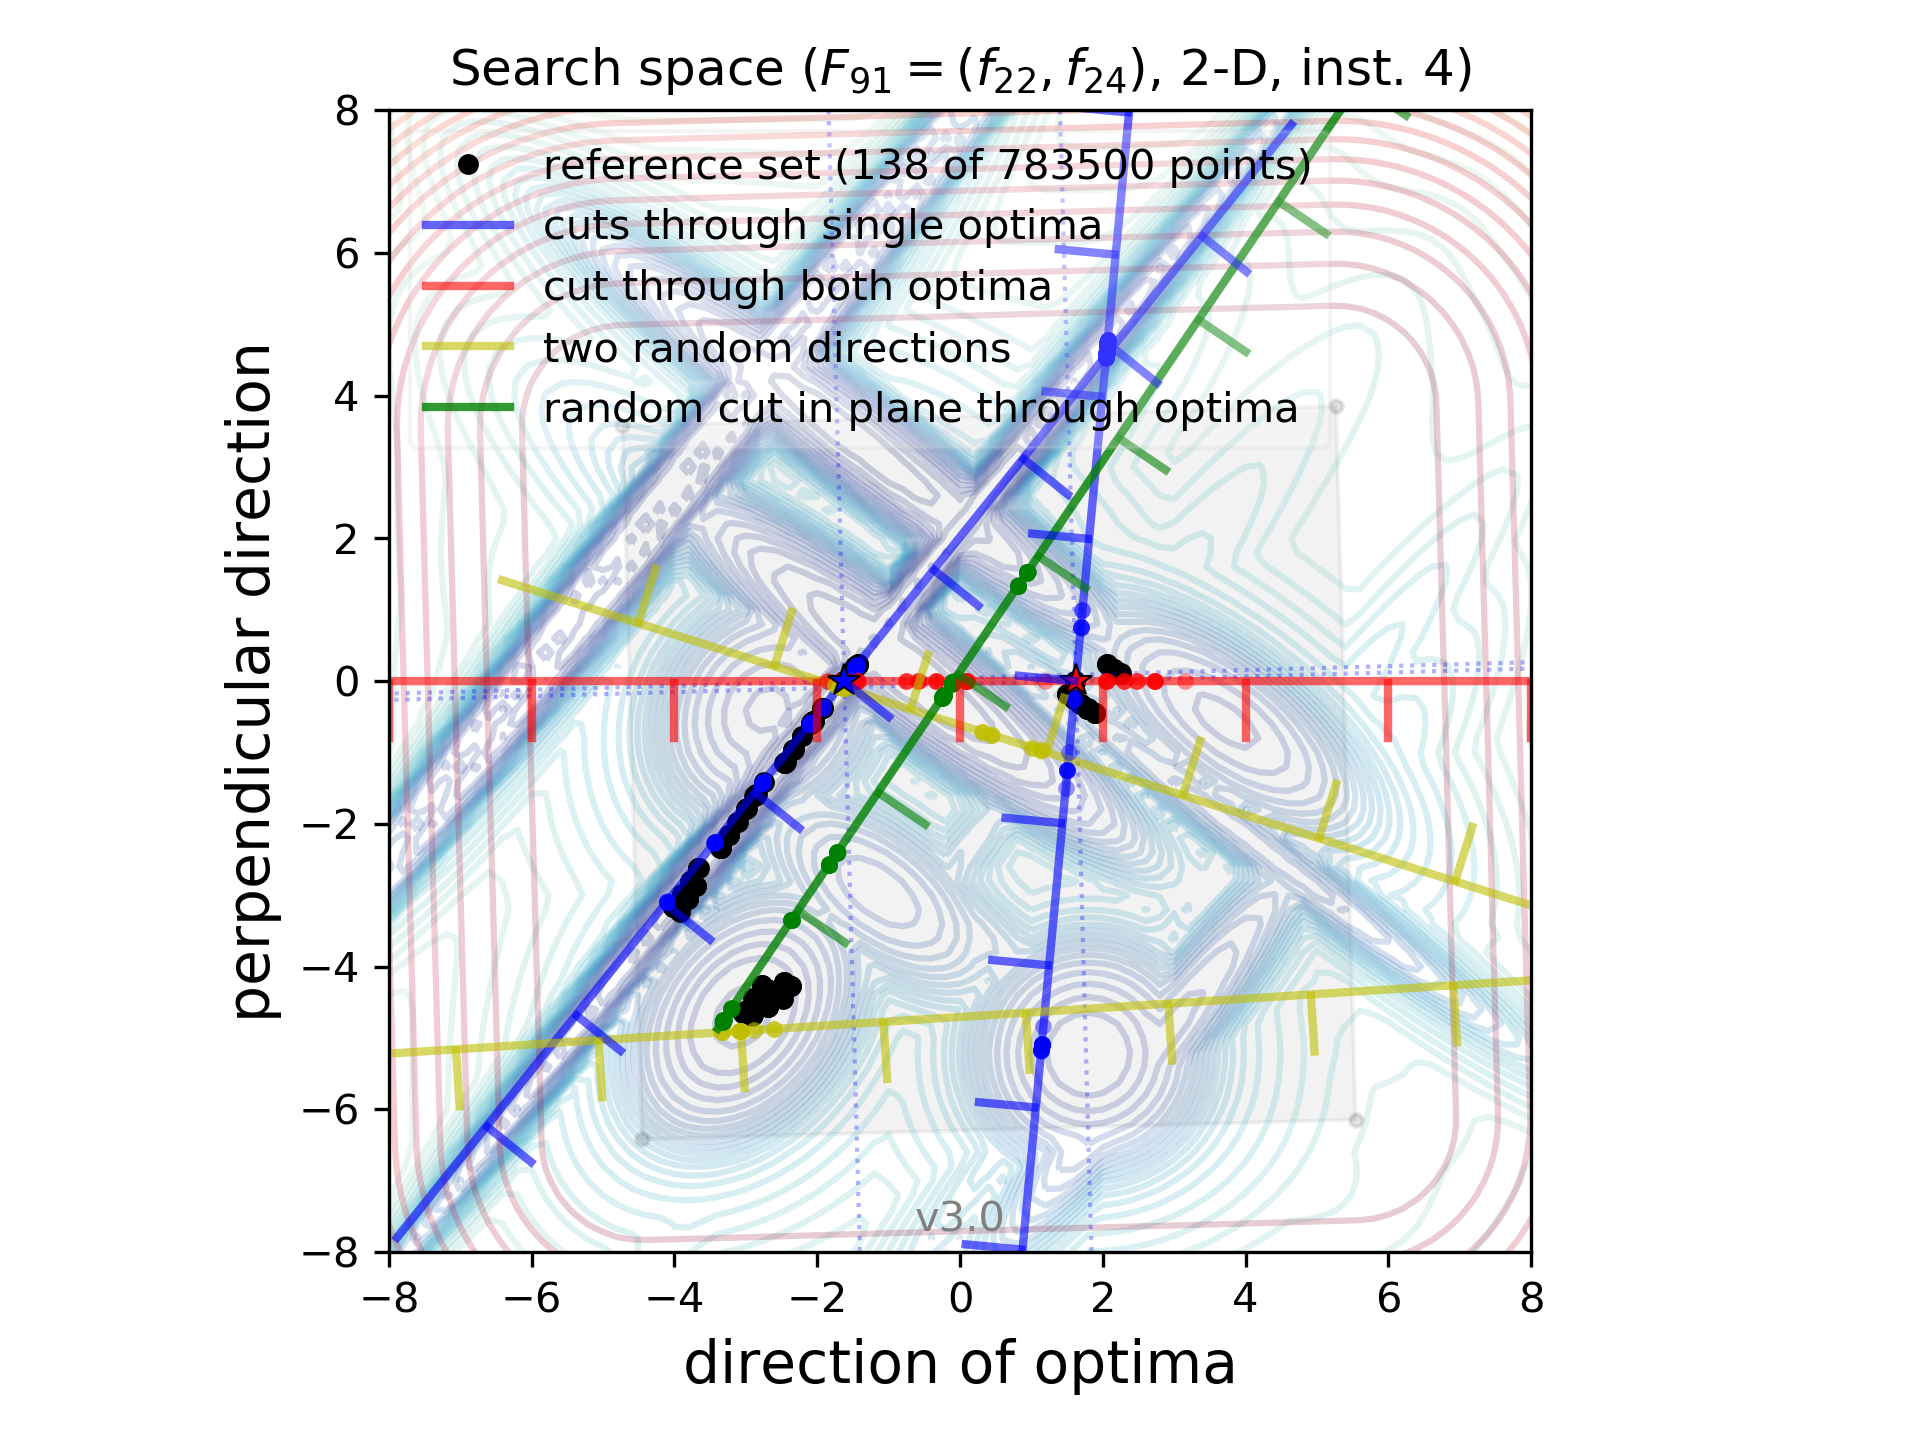 Search space (F91 = (f22, f24), 2-D, inst. 4)
reference set (138 of 783500 points)
cuts through single optima
cut through both optima
two random directions
random cut in plane through optima
8
6
4
2
0
−2
−4
−6
−8
perpendicular direction
v3.0
−8 −6 −4 −2 0 2 4 6 8
direction of optima